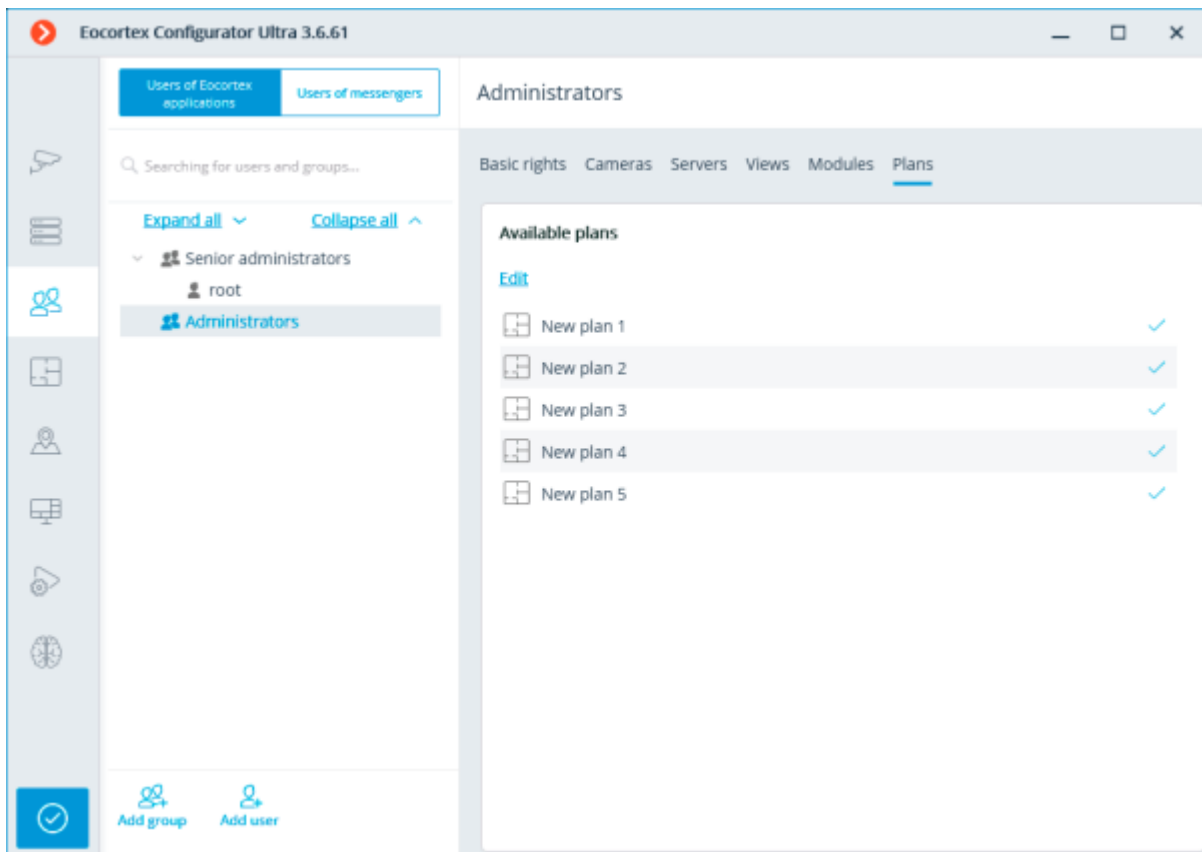 Eocortex Configurator Ultra 3.6.61
Users of Eocortex
applications
Users of messengers
Searching for users and groups...
Expand all
Collapse all
Senior administrators
root
Administrators
Add group
Add user
Administrators
Basic rights Cameras Servers Views Modules Plans
Available plans
Edit
New plan 1
New plan 2
New plan 3
New plan 4
New plan 5